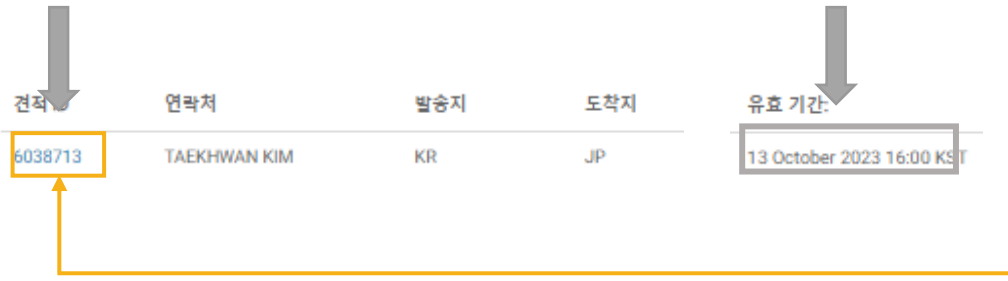 견적 ID 연락처 발송지 도착지 유효 기간:
6038713 TAEKHWAN KIM KR JP 13 October 2023 16:00 KST